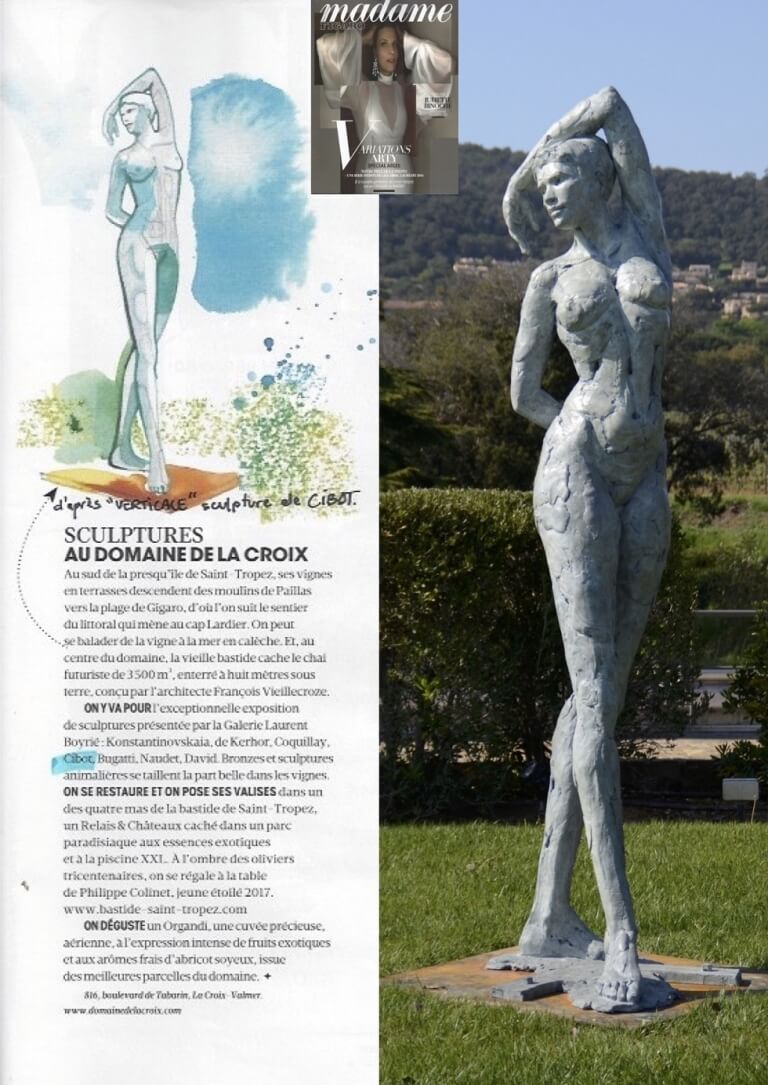 madame
FIGARO
JULIETTE
BINOCHE
VARIATIONS
ARTY
SPÉCIAL ARLES
d'après "VERTICALE" sculpture de CIBOT.
SCULPTURES
AU DOMAINE DE LA CROIX
Au sud de la presqu'île de Saint-Tropez, ses vignes
en terrasses descendent des moulins de Paillas
vers la plage de Gigaro, d'où l'on suit le sentier
du littoral qui mène au cap Lardier. On peut
se balader de la vigne à la mer en calèche. Et, au
centre du domaine, la vieille bastide cache le chai
futuriste de 3 500 m², enterré à huit mètres sous
terre, conçu par l'architecte François Vieillecroze.
ON Y VA POUR l'exceptionnelle exposition
de sculptures présentée par la Galerie Laurent
Boyrié : Konstantinovskaia, de Kerhor, Coquillay,
Cibot, Bugatti, Naudet, David. Bronzes et sculptures
animalières se taillent la part belle dans les vignes.
ON SE RESTAURE ET ON POSE SES VALISES dans un
des quatre mas de la bastide de Saint-Tropez,
un Relais & Châteaux caché dans un parc
paradisiaque aux essences exotiques
et à la piscine XXL. À l'ombre des oliviers
tricentenaires, on se régale à la table
de Philippe Colinet, jeune étoilé 2017.
www.bastide-saint-tropez.com
ON DÉGUSTE un Organdi, une cuvée précieuse,
aérienne, à l'expression intense de fruits exotiques
et aux arômes frais d'abricot soyeux, issue
des meilleures parcelles du domaine. ✦
816, boulevard de Tabarin, La Croix-Valmer.
www.domainedelacroix.com